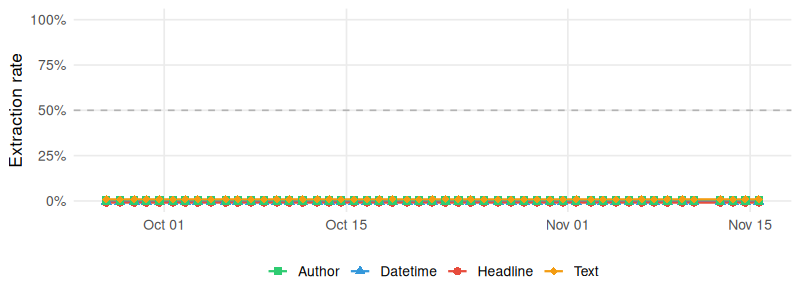 Extraction rate
100%
75%
50%
25%
0%
Oct 01 Oct 15 Nov 01 Nov 15
Author Datetime Headline Text